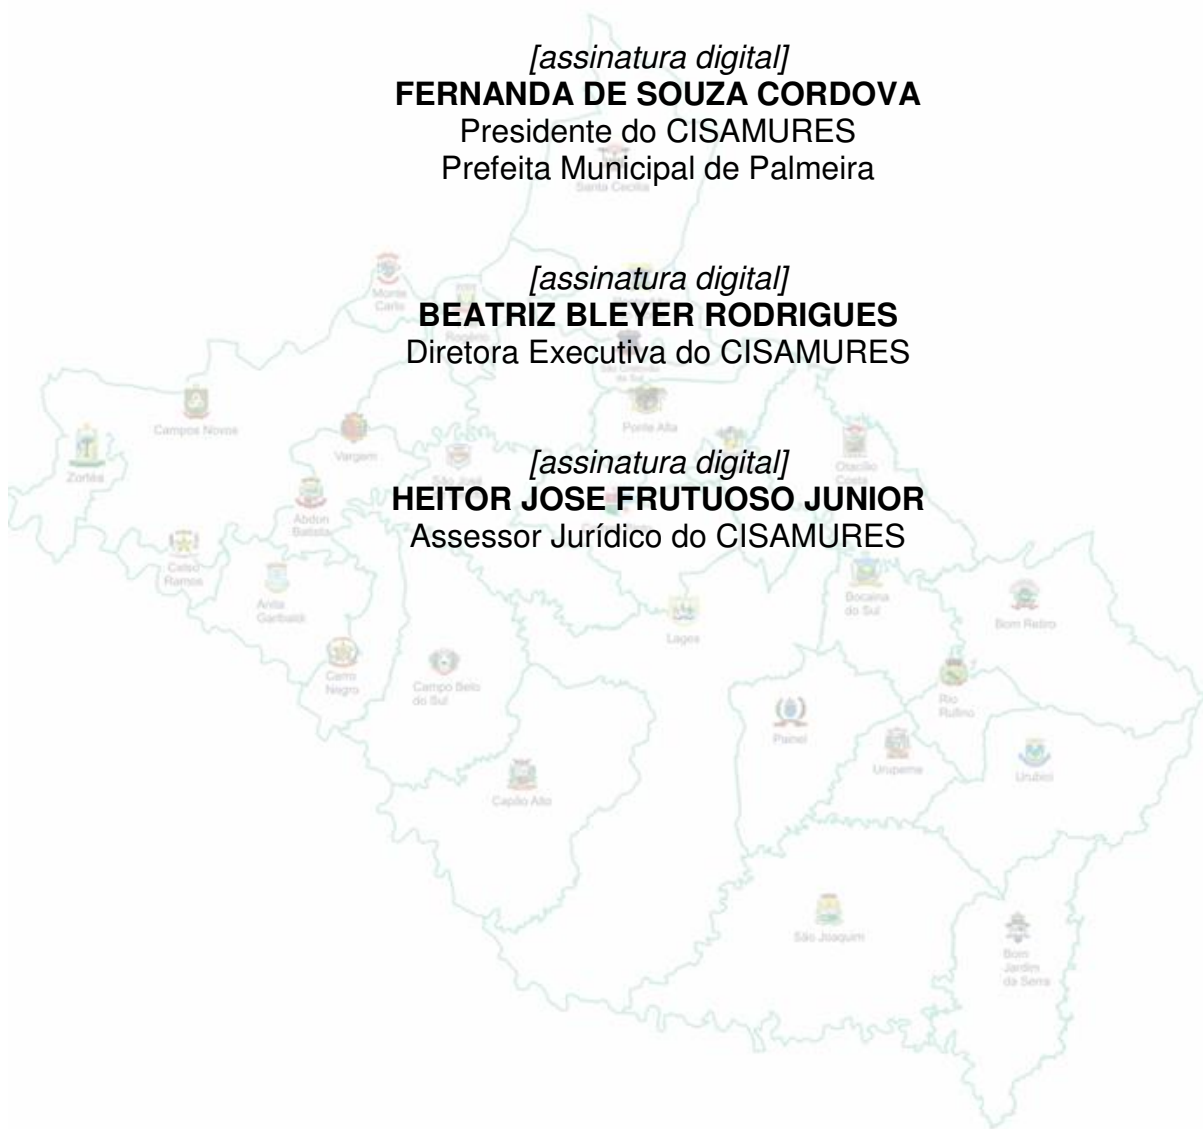 [assinatura digital]
FERNANDA DE SOUZA CORDOVA
Presidente do CISAMURES
Prefeita Municipal de Palmeira
Santa Cecília
[assinatura digital]
BEATRIZ BLEYER RODRIGUES
Diretora Executiva do CISAMURES
Monte
Carlo
Campos Novos
Zortéa
Vargem
Ponte Alta
[assinatura digital]
HEITOR JOSE FRUTUOSO JUNIOR
Assessor Jurídico do CISAMURES
Otacílio
Costa
Abdon
Batista
Celso
Ramos
Anita
Garibaldi
Cerro
Negro
Campo Belo
do Sul
Lages
Bocaina
do Sul
Bom Retiro
Rio
Rufino
Painel
Urupema
Urubici
Capão Alto
São Joaquim
Bom
Jardim
da Serra